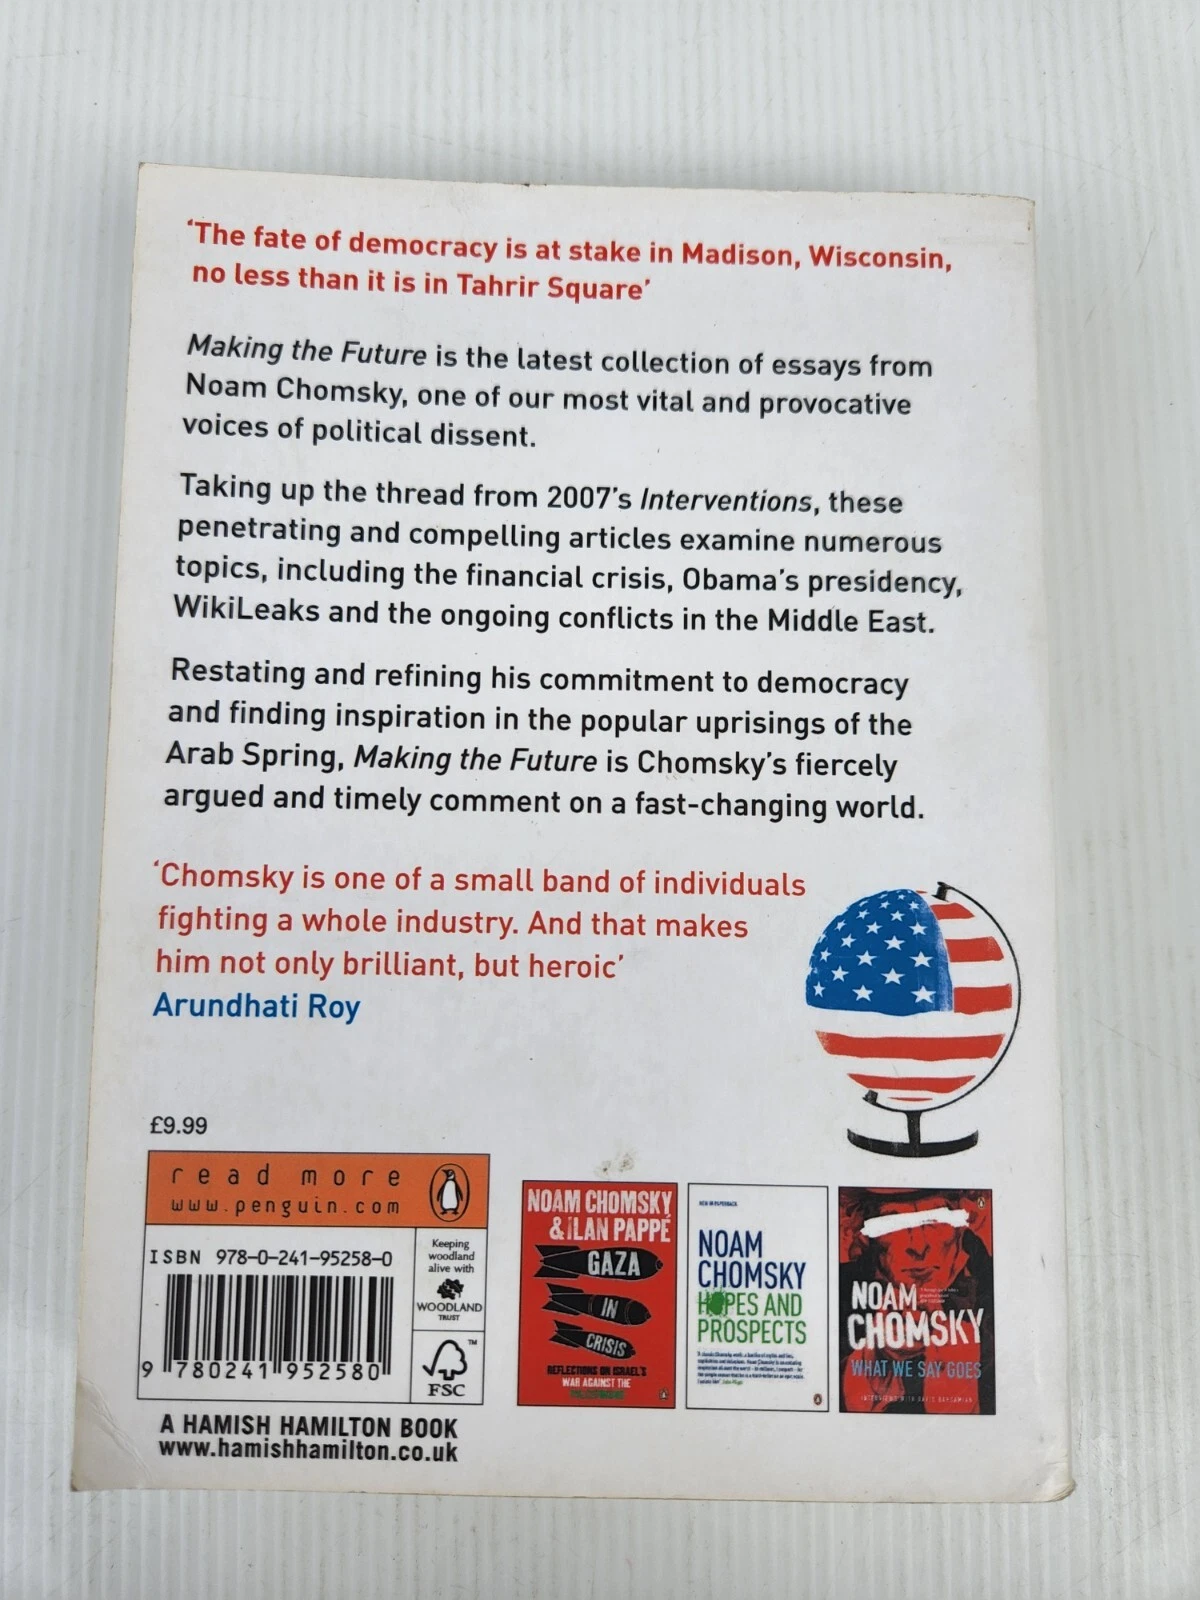 ‘The fate of democracy is at stake in Madison, Wisconsin,
no less than it is in Tahrir Square’
Making the Future is the latest collection of essays from
Noam Chomsky, one of our most vital and provocative
voices of political dissent.
Taking up the thread from 2007’s Interventions, these
penetrating and compelling articles examine numerous
topics, including the financial crisis, Obama’s presidency,
WikiLeaks and the ongoing conflicts in the Middle East.
Restating and refining his commitment to democracy
and finding inspiration in the popular uprisings of the
Arab Spring, Making the Future is Chomsky’s fiercely
argued and timely comment on a fast-changing world.
‘Chomsky is one of a small band of individuals
fighting a whole industry. And that makes
him not only brilliant, but heroic’
Arundhati Roy
£9.99
read more
www.penguin.com
ISBN 978-0-241-95258-0
9 780241 952580
Keeping
woodland
alive with
WOODLAND
TRUST
TM
FSC
A HAMISH HAMILTON BOOK
www.hamishhamilton.co.uk
NOAM CHOMSKY
& ILAN PAPPÉ
GAZA
IN
CRISIS
REFLECTIONS ON ISRAEL'S
WAR AGAINST THE
NEW IN PAPERBACK
NOAM
CHOMSKY
HOPES AND
PROSPECTS
NOAM
CHOMSKY
WHAT WE SAY GOES
INTERVIEWS WITH DAVID BARSAMIAN